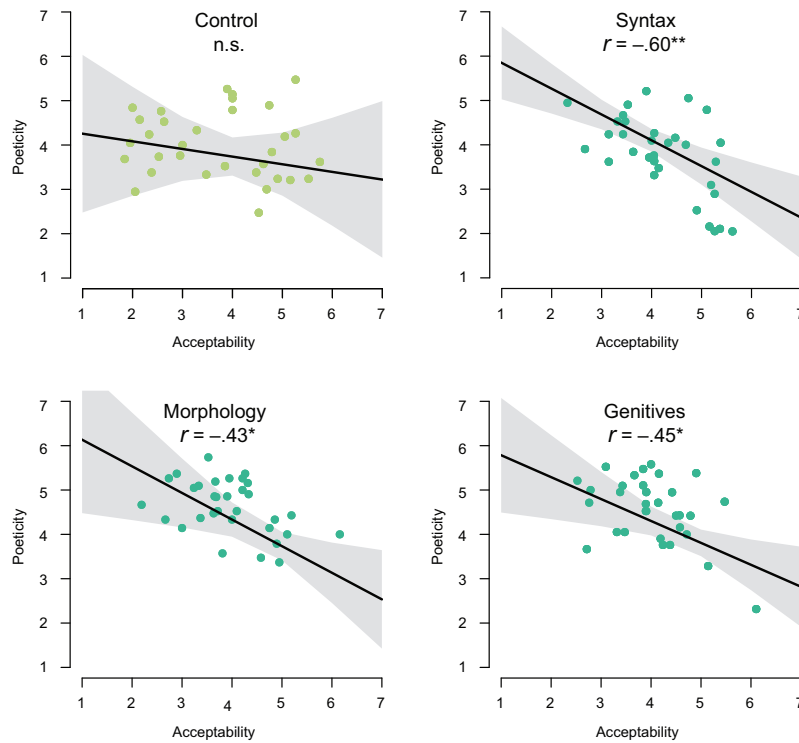 Control
n.s.
7
6
5
4
3
2
1
Poeticity
1 2 3 4 5 6 7
Acceptability
Syntax
r = –.60**
7
6
5
4
3
2
1
Poeticity
1 2 3 4 5 6 7
Acceptability
Morphology
r = –.43*
7
6
5
4
3
2
1
Poeticity
1 2 3 4 5 6 7
Acceptability
Genitives
r = –.45*
7
6
5
4
3
2
1
Poeticity
1 2 3 4 5 6 7
Acceptability